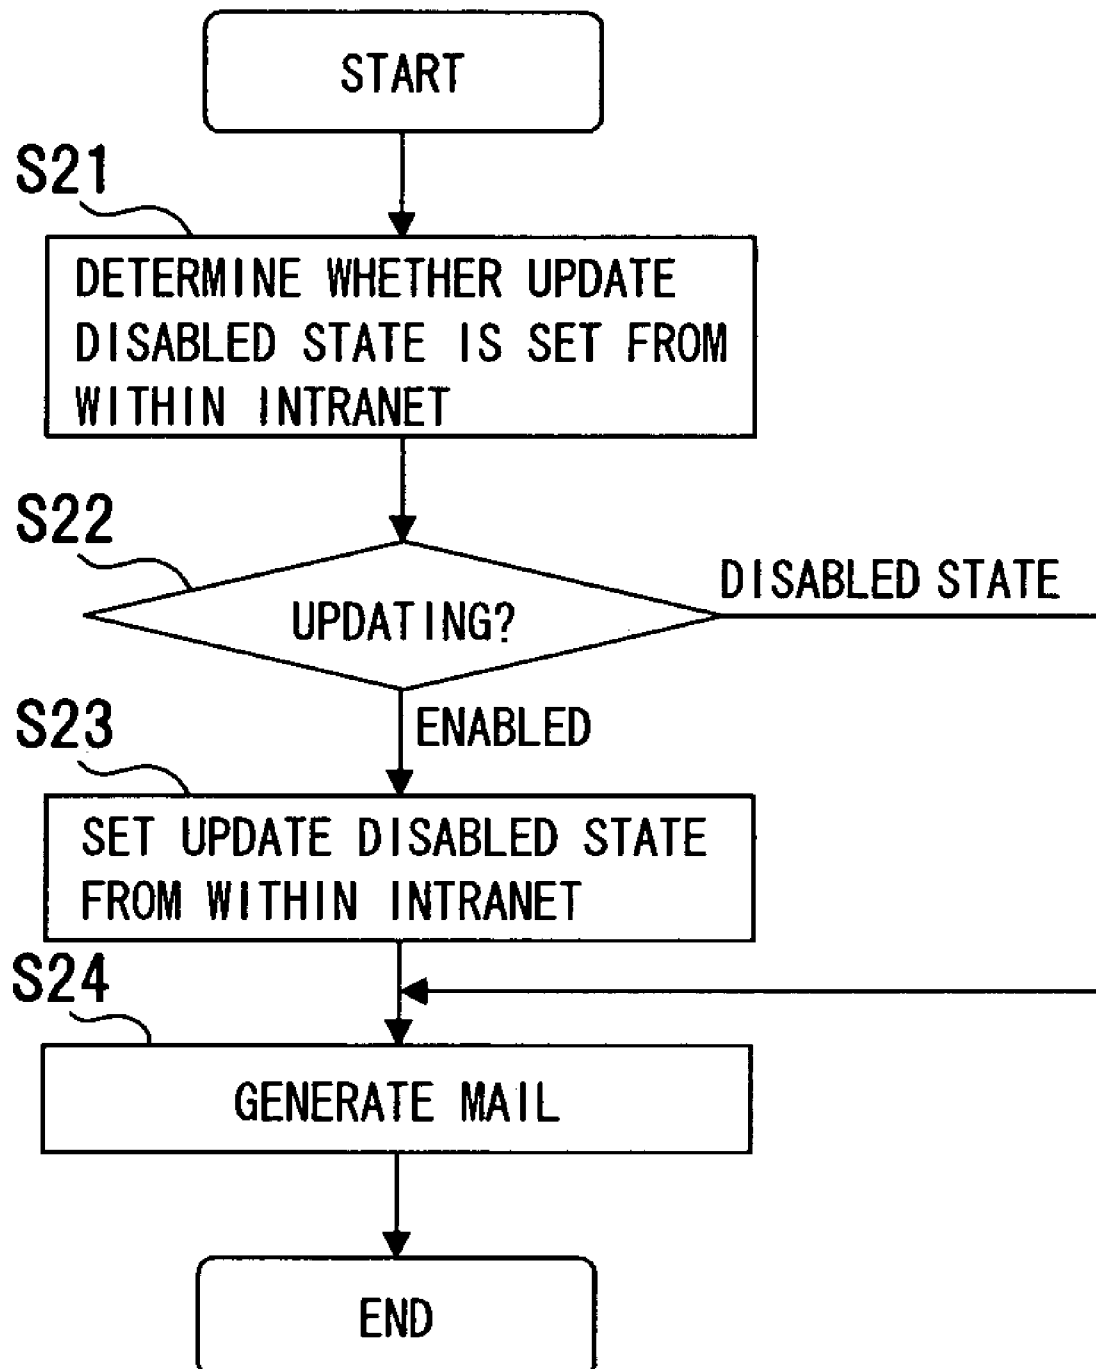 START
S21
DETERMINE WHETHER UPDATE
DISABLED STATE IS SET FROM
WITHIN INTRANET
S22
UPDATING?
DISABLED STATE
ENABLED
S23
SET UPDATE DISABLED STATE
FROM WITHIN INTRANET
S24
GENERATE MAIL
END